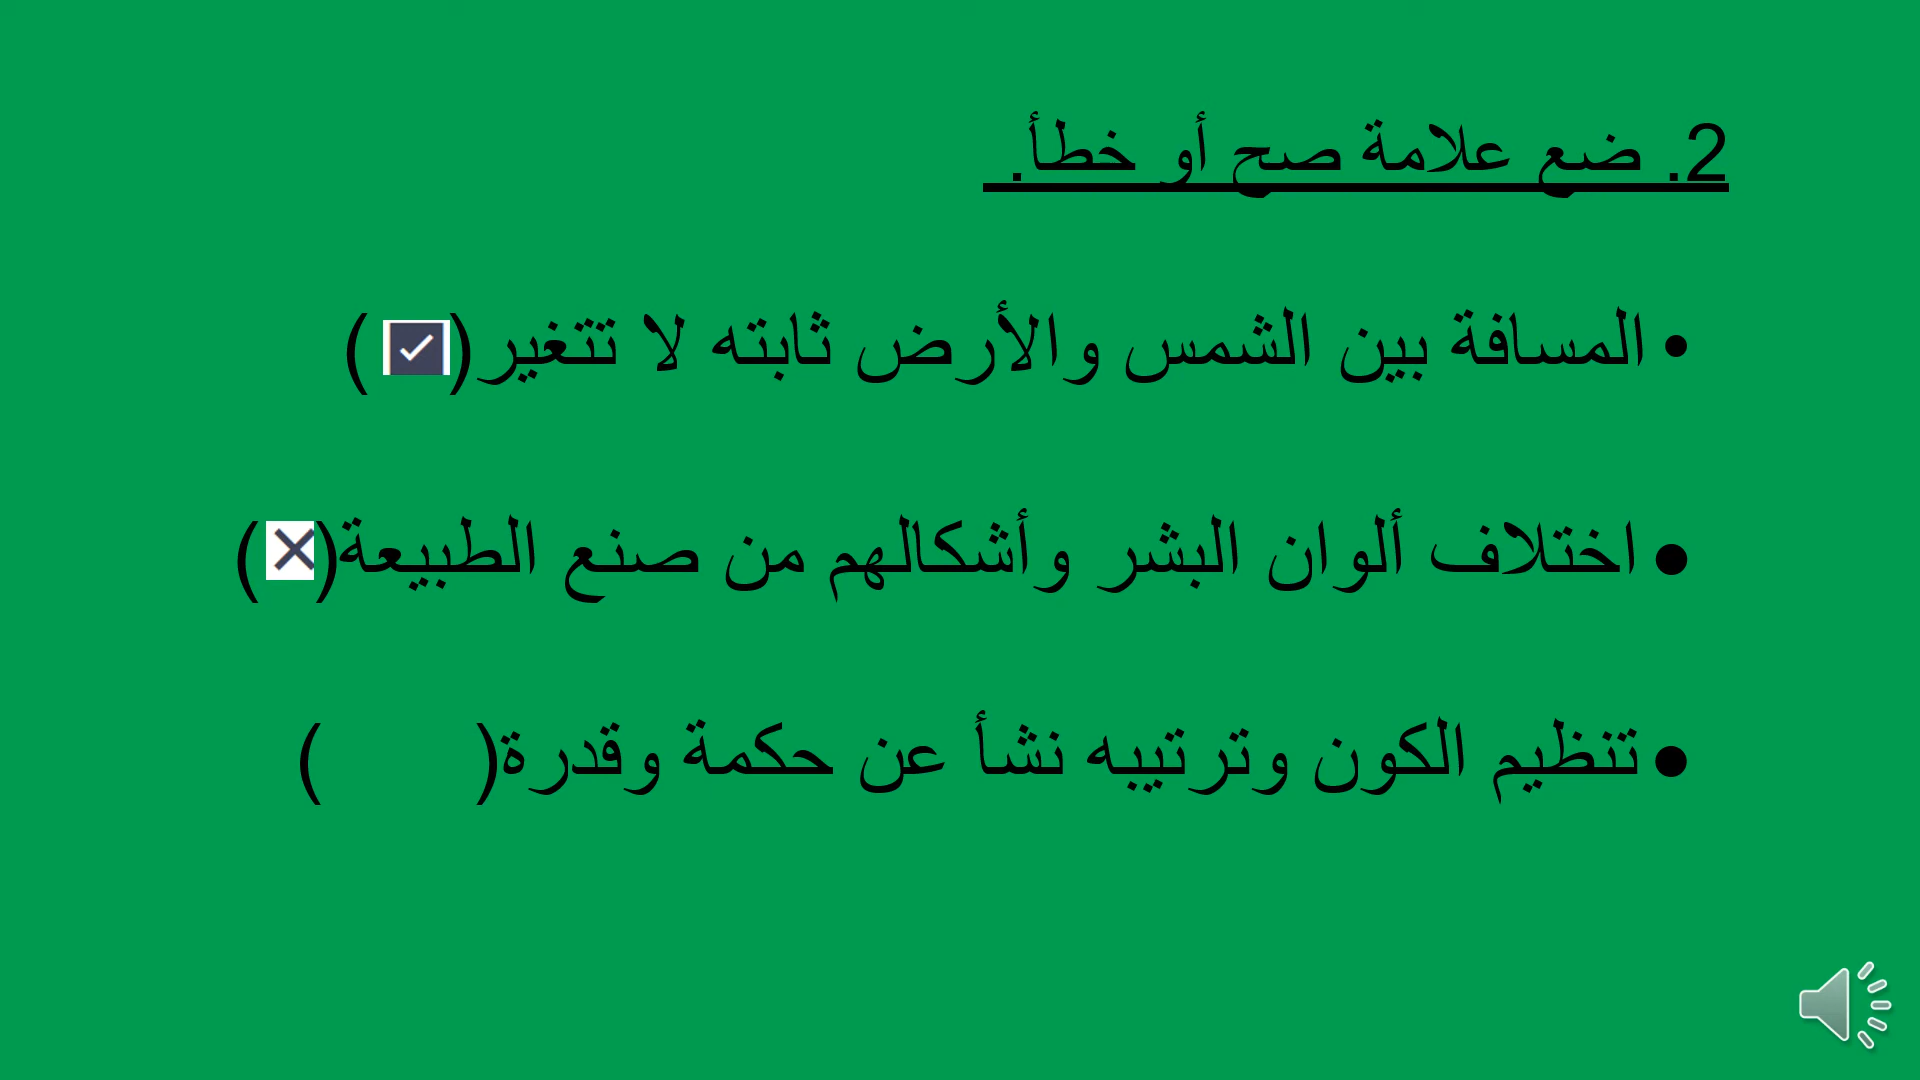 2. ضع علامة صح أو خطأ.
• المسافة بين الشمس والأرض ثابته لا تتغير( ✓ )
• اختلاف ألوان البشر وأشكالهم من صنع الطبيعة( ✕ )
• تنظيم الكون وترتيبه نشأ عن حكمة وقدرة( )